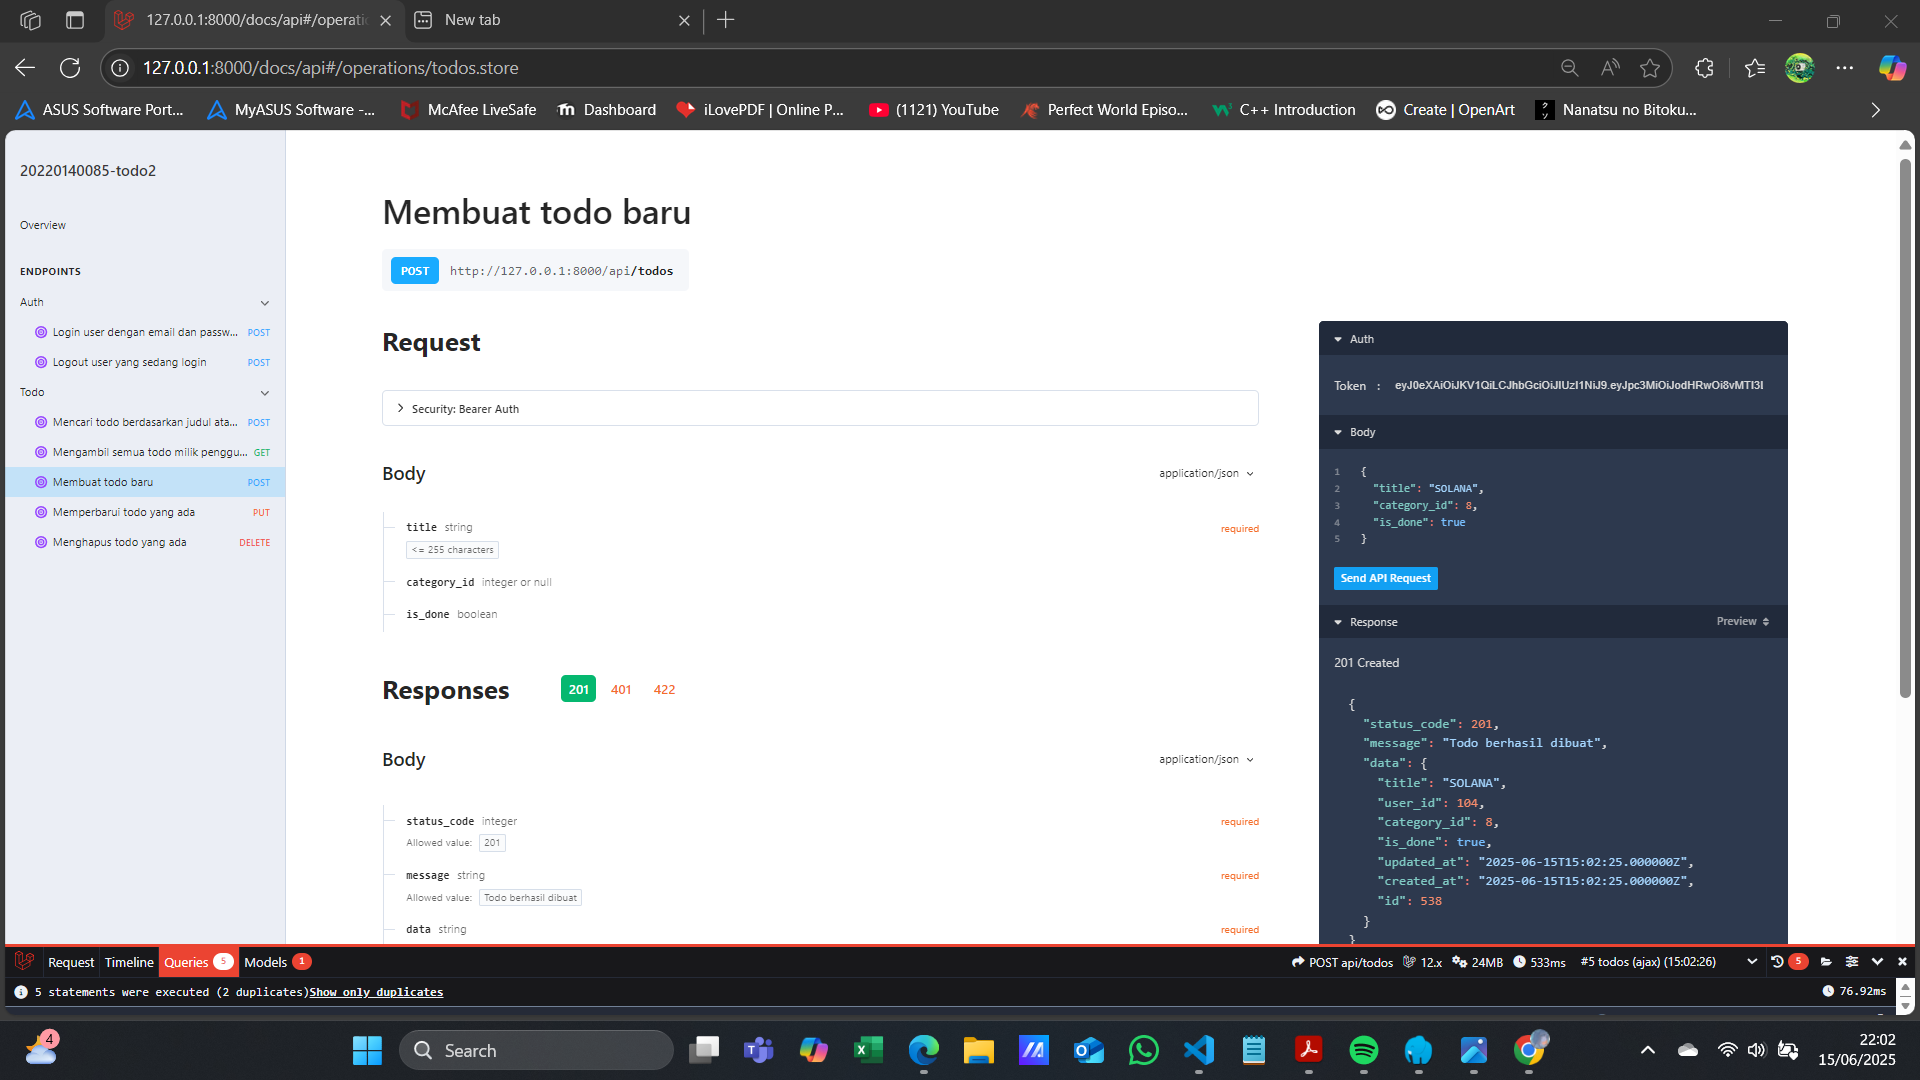 127.0.0.1:8000/docs/api#/operati
New tab
127.0.0.1:8000/docs/api#/operations/todos.store
ASUS Software Port...
MyASUS Software -...
McAfee LiveSafe
Dashboard
iLovePDF | Online P...
(1121) YouTube
Perfect World Episo...
C++ Introduction
Create | OpenArt
Nanatsu no Bitoku...
20220140085-todo2
Overview
ENDPOINTS
Auth
Login user dengan email dan passw... POST
Logout user yang sedang login POST
Todo
Mencari todo berdasarkan judul ata... POST
Mengambil semua todo milik penggu... GET
Membuat todo baru POST
Memperbarui todo yang ada PUT
Menghapus todo yang ada DELETE
Membuat todo baru
POST http://127.0.0.1:8000/api/todos
Request
Security: Bearer Auth
Body application/json
title string required
<= 255 characters
category_id integer or null
is_done boolean
Responses 201 401 422
Body application/json
status_code integer required
Allowed value: 201
message string required
Allowed value: Todo berhasil dibuat
data string required
Auth
Token : eyJ0eXAiOiJKV1QiLCJhbGciOiJIUzI1NiJ9.eyJpc3MiOiJodHRwOi8vMTI3I
Body
1 {
2 "title": "SOLANA",
3 "category_id": 8,
4 "is_done": true
5 }
Send API Request
Response Preview
201 Created
{
"status_code": 201,
"message": "Todo berhasil dibuat",
"data": {
"title": "SOLANA",
"user_id": 104,
"category_id": 8,
"is_done": true,
"updated_at": "2025-06-15T15:02:25.000000Z",
"created_at": "2025-06-15T15:02:25.000000Z",
"id": 538
}
}
Request Timeline Queries 5 Models 1
POST api/todos 12.x 24MB 533ms #5 todos (ajax) (15:02:26) 5
5 statements were executed (2 duplicates)Show only duplicates 76.92ms
4
Search
22:02
15/06/2025